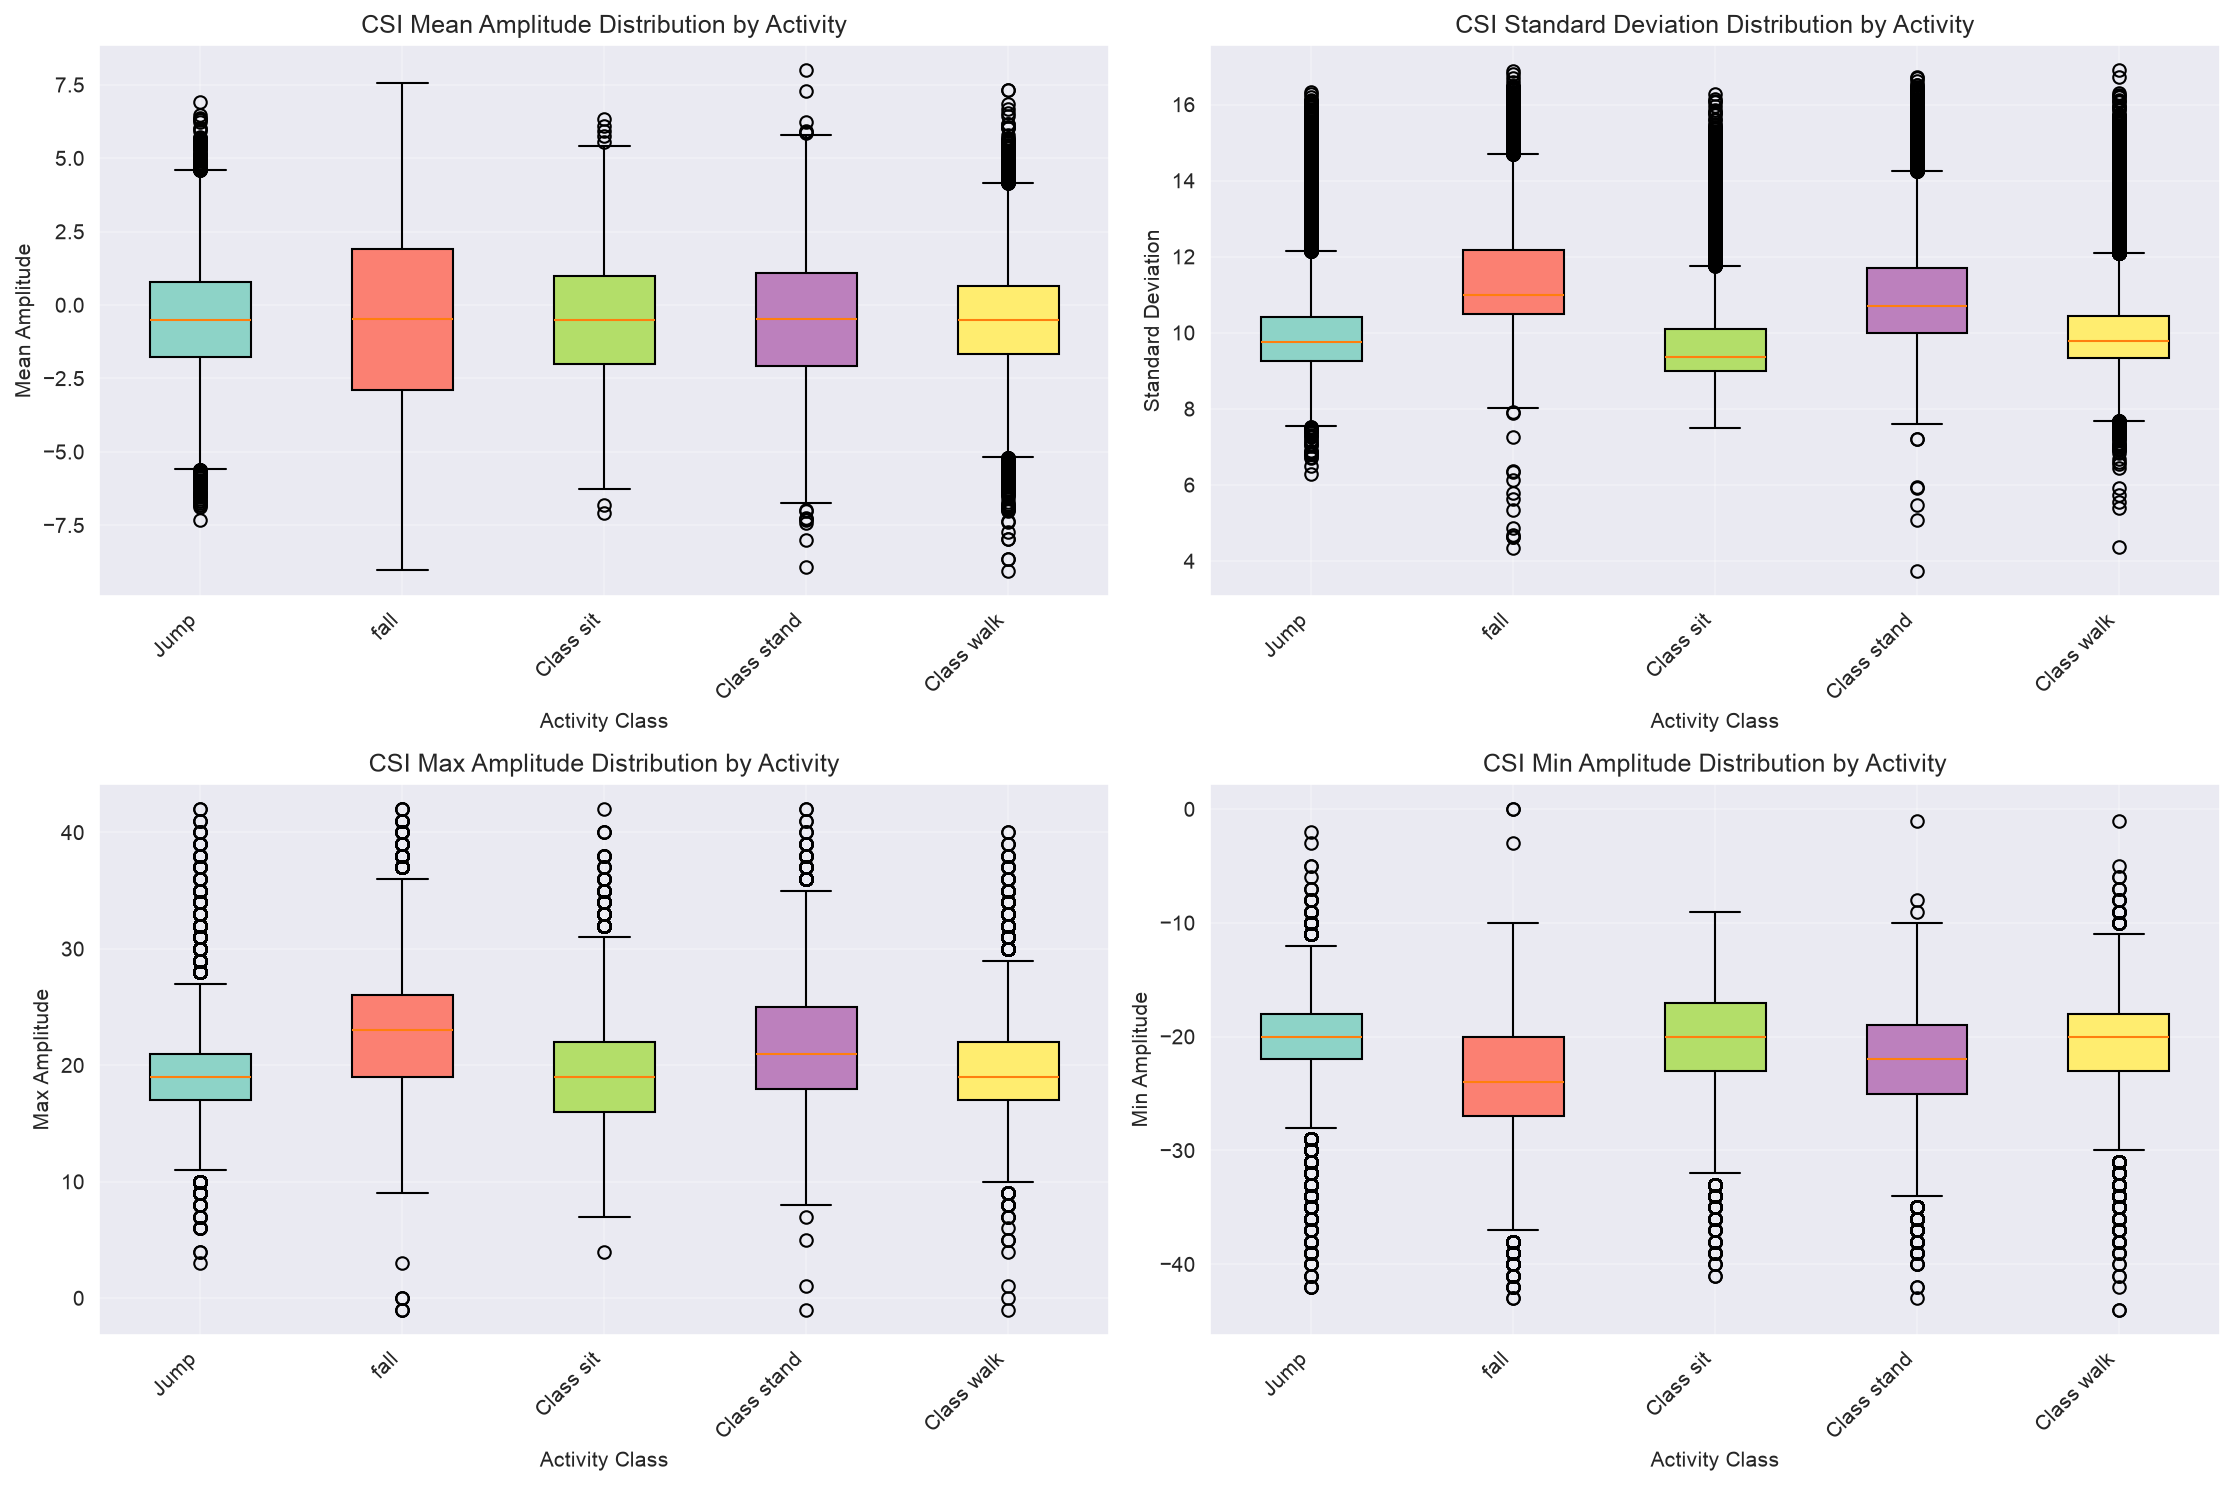 CSI Mean Amplitude Distribution by Activity
Mean Amplitude
7.5
5.0
2.5
0.0
−2.5
−5.0
−7.5
Jump
fall
Class sit
Class stand
Class walk
Activity Class
CSI Standard Deviation Distribution by Activity
Standard Deviation
16
14
12
10
8
6
4
Jump
fall
Class sit
Class stand
Class walk
Activity Class
CSI Max Amplitude Distribution by Activity
Max Amplitude
40
30
20
10
0
Jump
fall
Class sit
Class stand
Class walk
Activity Class
CSI Min Amplitude Distribution by Activity
Min Amplitude
0
−10
−20
−30
−40
Jump
fall
Class sit
Class stand
Class walk
Activity Class